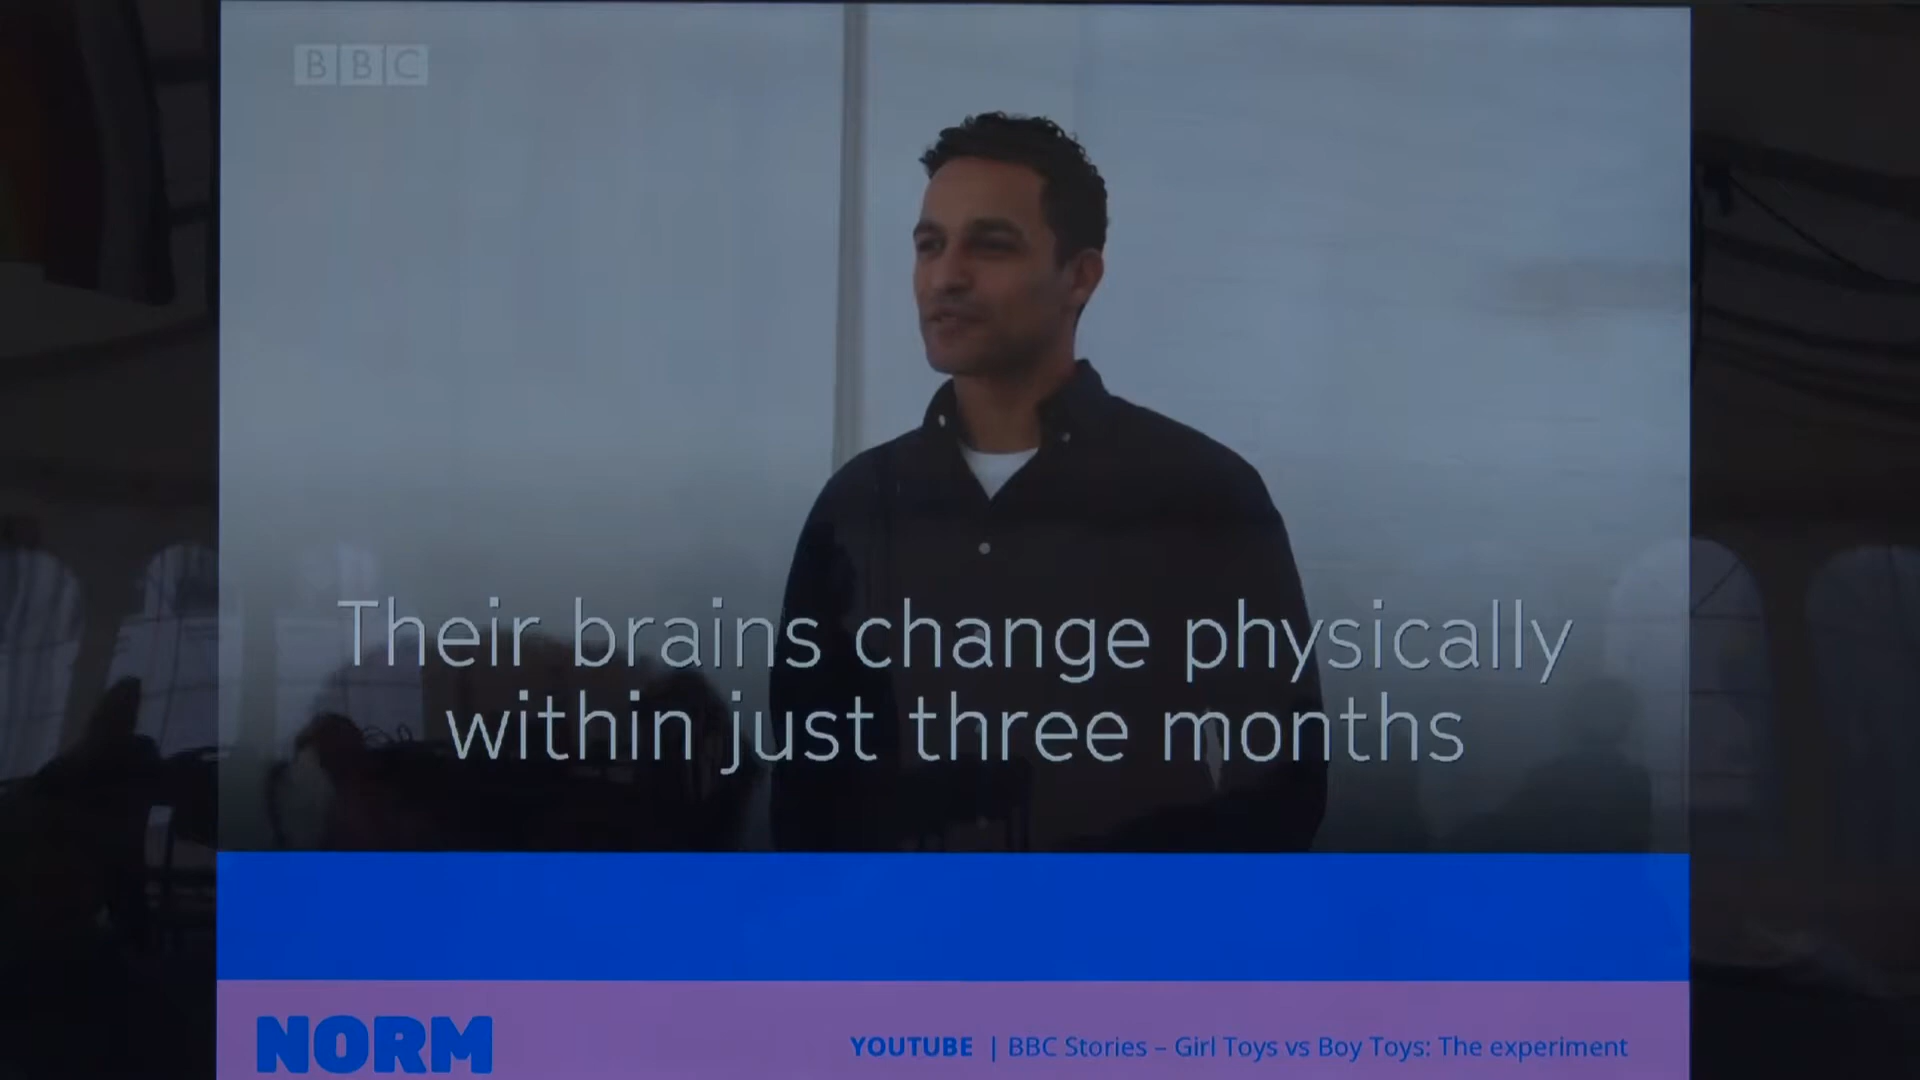 BBC
Their brains change physically
within just three months
NORM
YOUTUBE | BBC Stories – Girl Toys vs Boy Toys: The experiment